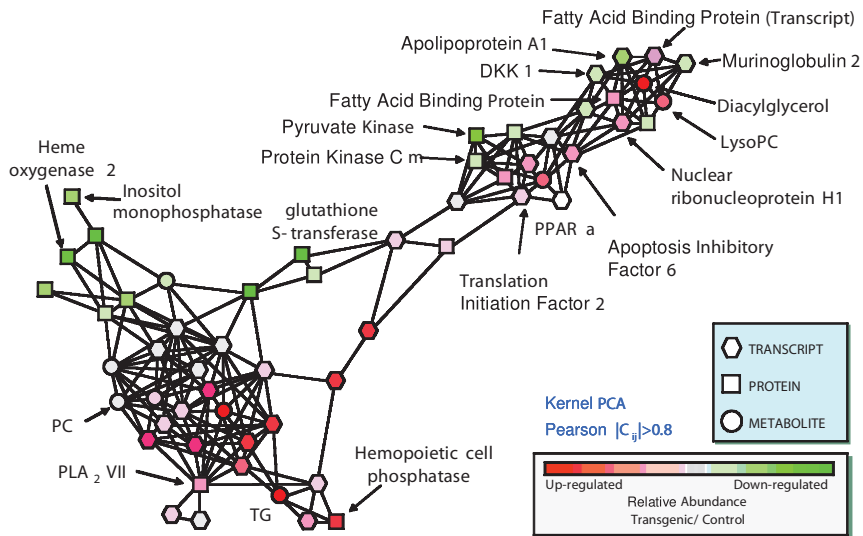 Fatty Acid Binding Protein (Transcript)
Apolipoprotein A1
Murinoglobulin 2
DKK 1
Fatty Acid Binding Protein
Diacylglycerol
Pyruvate Kinase
LysoPC
Protein Kinase C m
Nuclear
ribonucleoprotein H1
Heme
oxygenase 2
Inositol
monophosphatase
glutathione
S-transferase
PPAR a
Apoptosis Inhibitory
Factor 6
Translation
Initiation Factor 2
TRANSCRIPT
PROTEIN
METABOLITE
Kernel PCA
Pearson |Cij|>0.8
PC
PLA 2 VII
Hemopoietic cell
phosphatase
TG
Up-regulated
Down-regulated
Relative Abundance
Transgenic/ Control